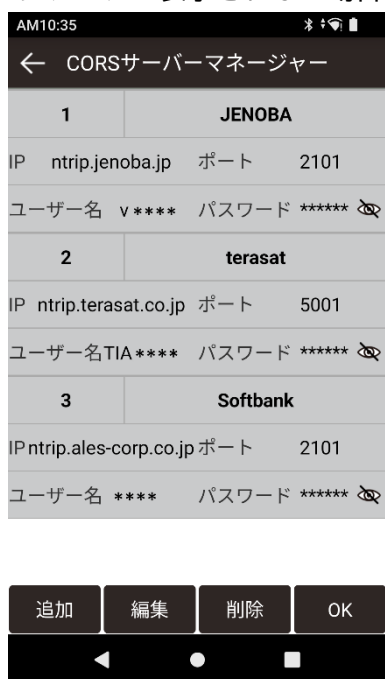 AM10:35
CORSサーバーマネージャー
1 JENOBA
IP ntrip.jenoba.jp ポート 2101
ユーザー名 v**** パスワード ******
2 terasat
IP ntrip.terasat.co.jp ポート 5001
ユーザー名TIA**** パスワード ******
3 Softbank
IP ntrip.ales-corp.co.jp ポート 2101
ユーザー名 **** パスワード ******
追加 編集 削除 OK